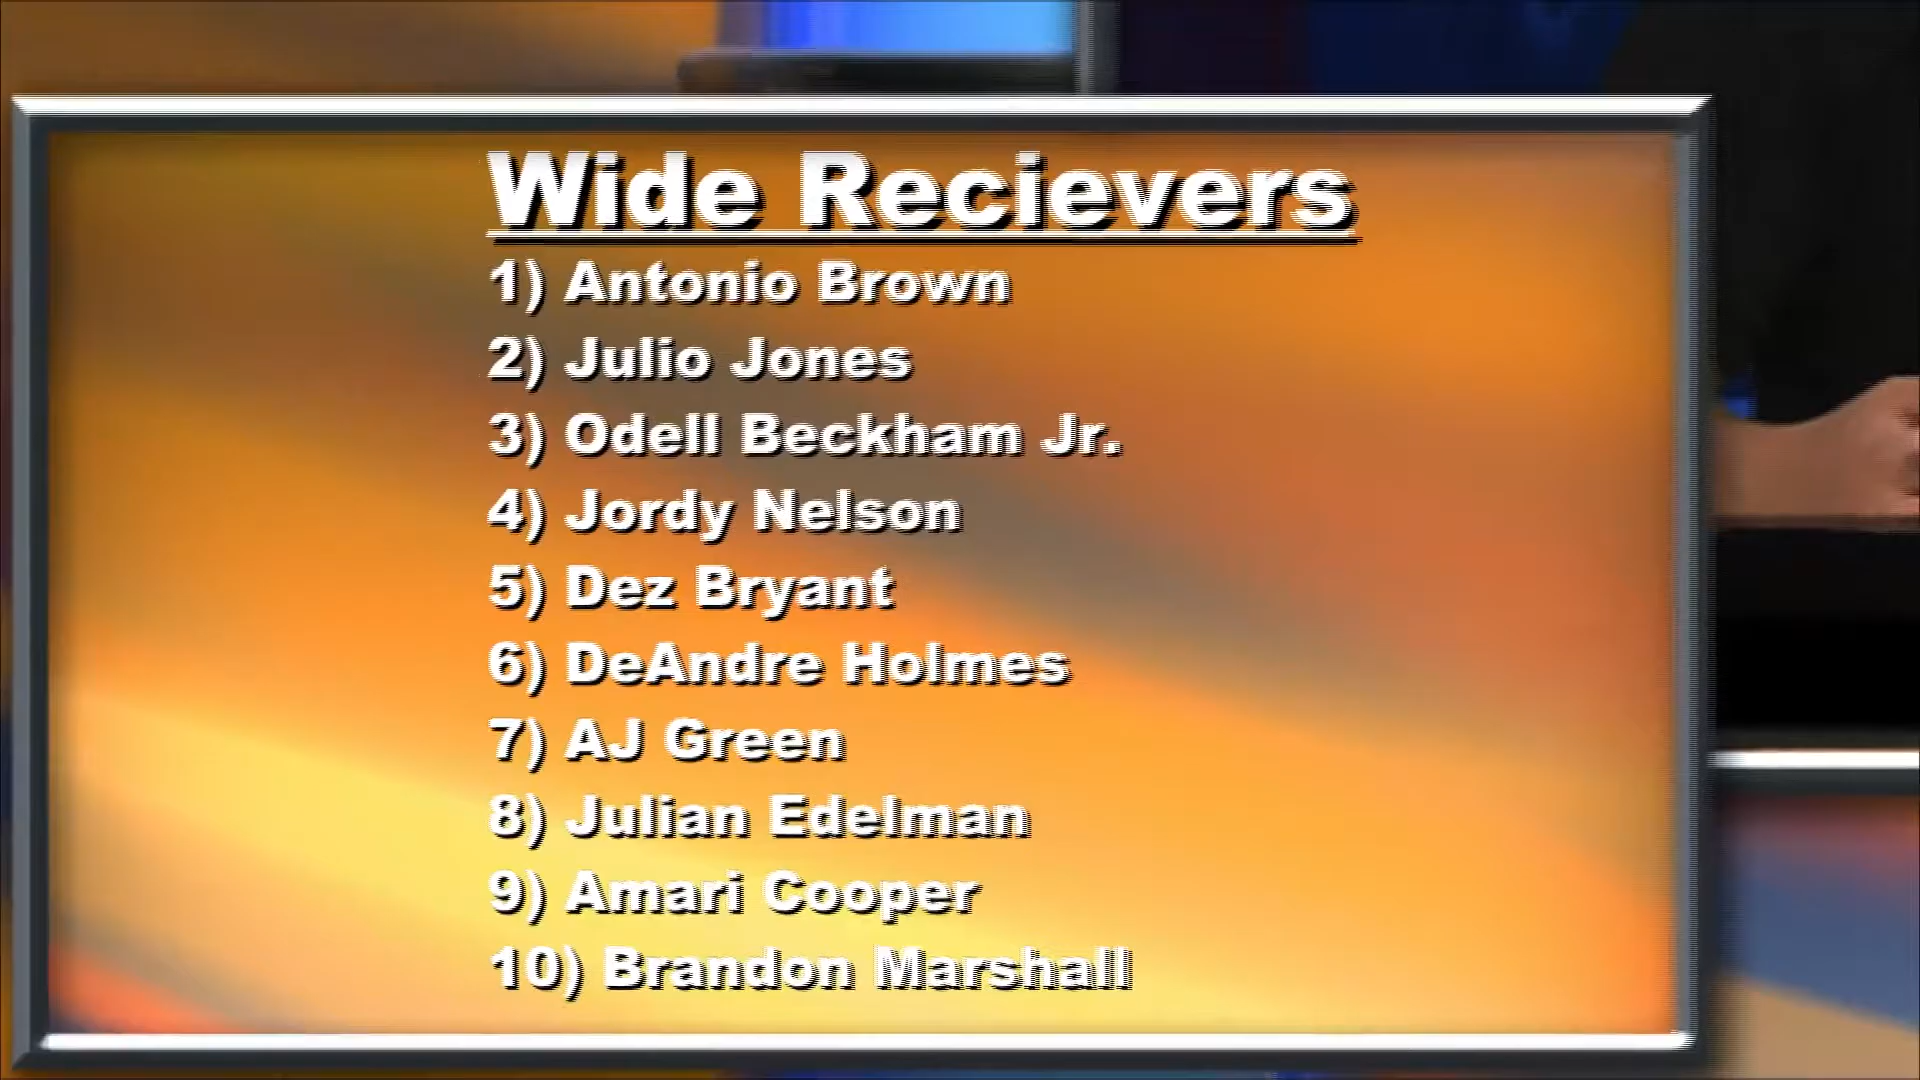 Wide Recievers
1) Antonio Brown
2) Julio Jones
3) Odell Beckham Jr.
4) Jordy Nelson
5) Dez Bryant
6) DeAndre Holmes
7) AJ Green
8) Julian Edelman
9) Amari Cooper
10) Brandon Marshall